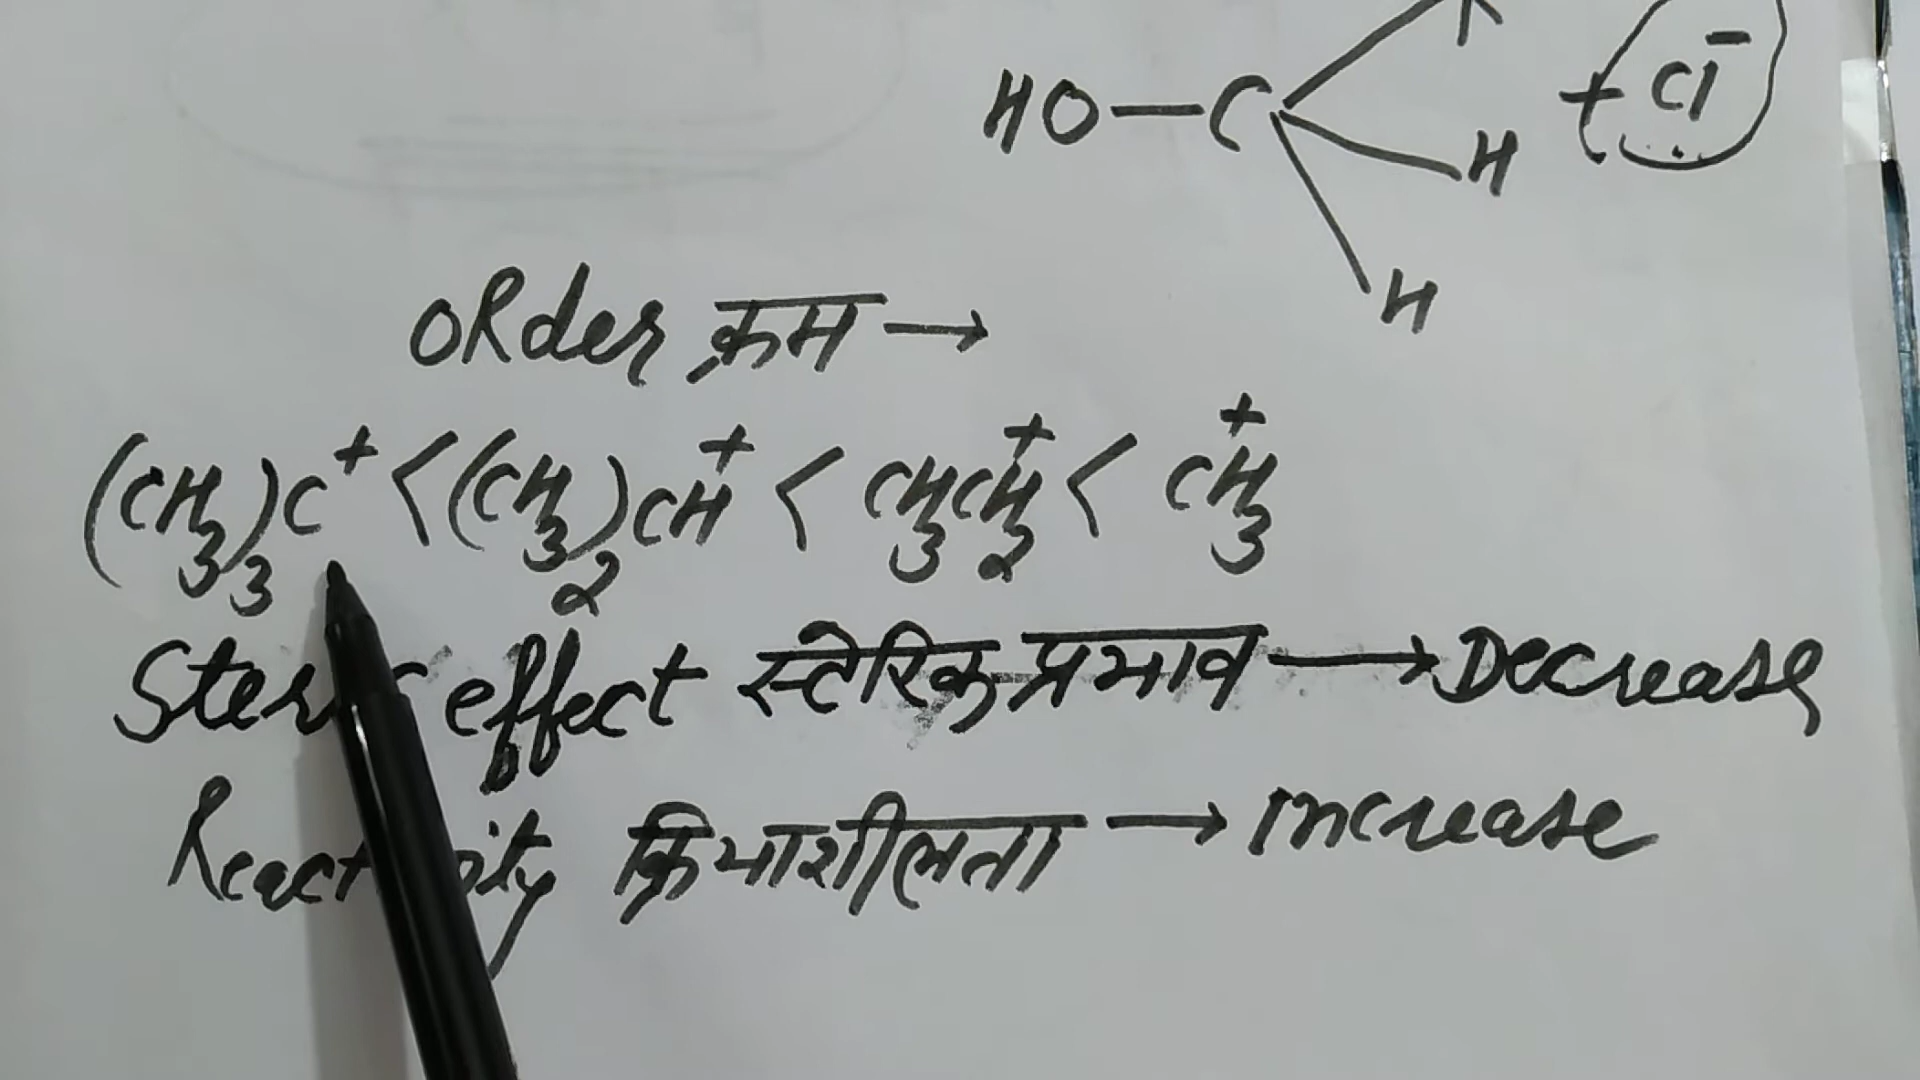 HO—C H + Cl⁻
H
Order क्रम →
(CH₃)₃C⁺ < (CH₃)₂CH⁺ < CH₃CH₂⁺ < CH₃⁺
effect स्टेरिक प्रभाव → Decrease
क्रियाशीलता → Increase